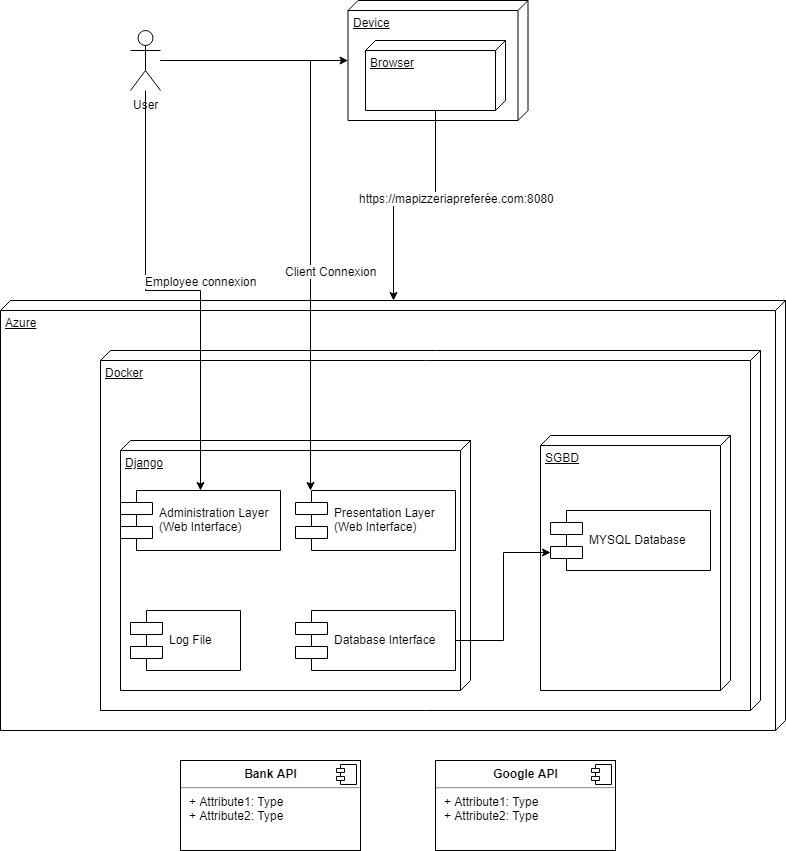 Device
Browser
User
https://mapizzeriapreferée.com:8080
Client Connexion
Employee connexion
Azure
Docker
Django
SGBD
Administration Layer
(Web Interface)
Presentation Layer
(Web Interface)
MYSQL Database
Log File
Database Interface
Bank API
+ Attribute1: Type
+ Attribute2: Type
Google API
+ Attribute1: Type
+ Attribute2: Type